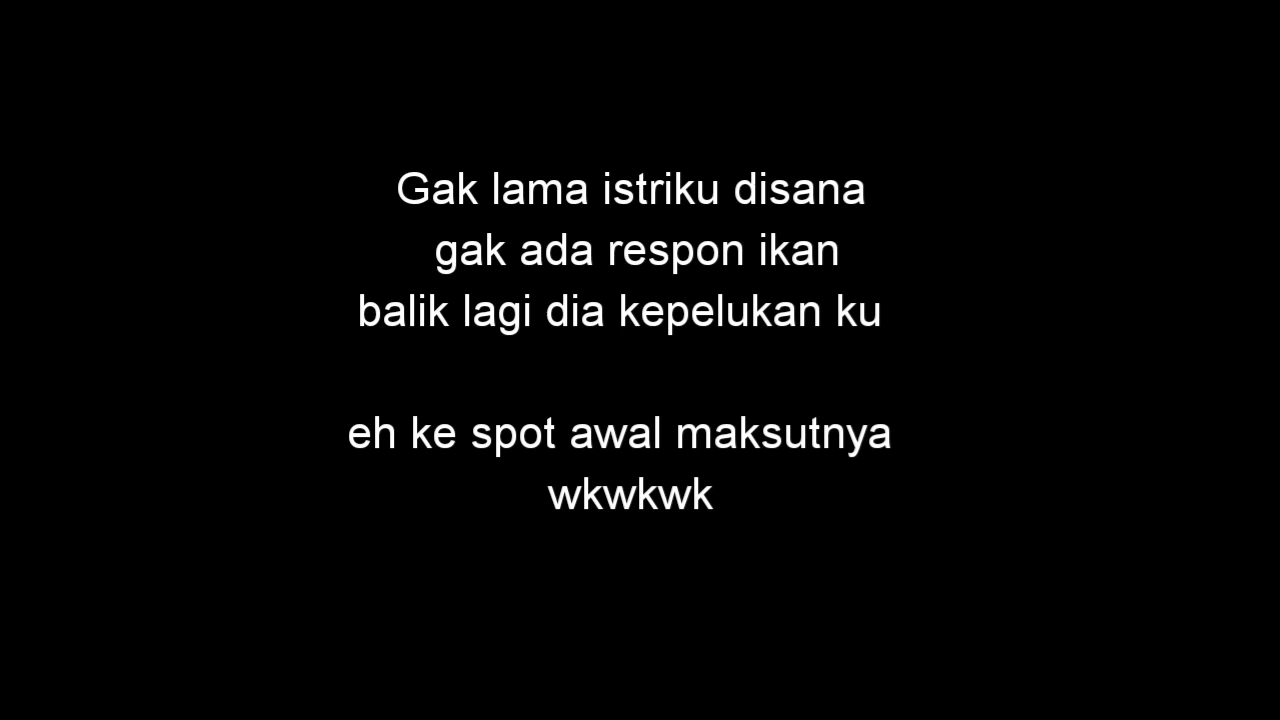 Gak lama istriku disana
gak ada respon ikan
balik lagi dia kepelukan ku
eh ke spot awal maksutnya
wkwkwk